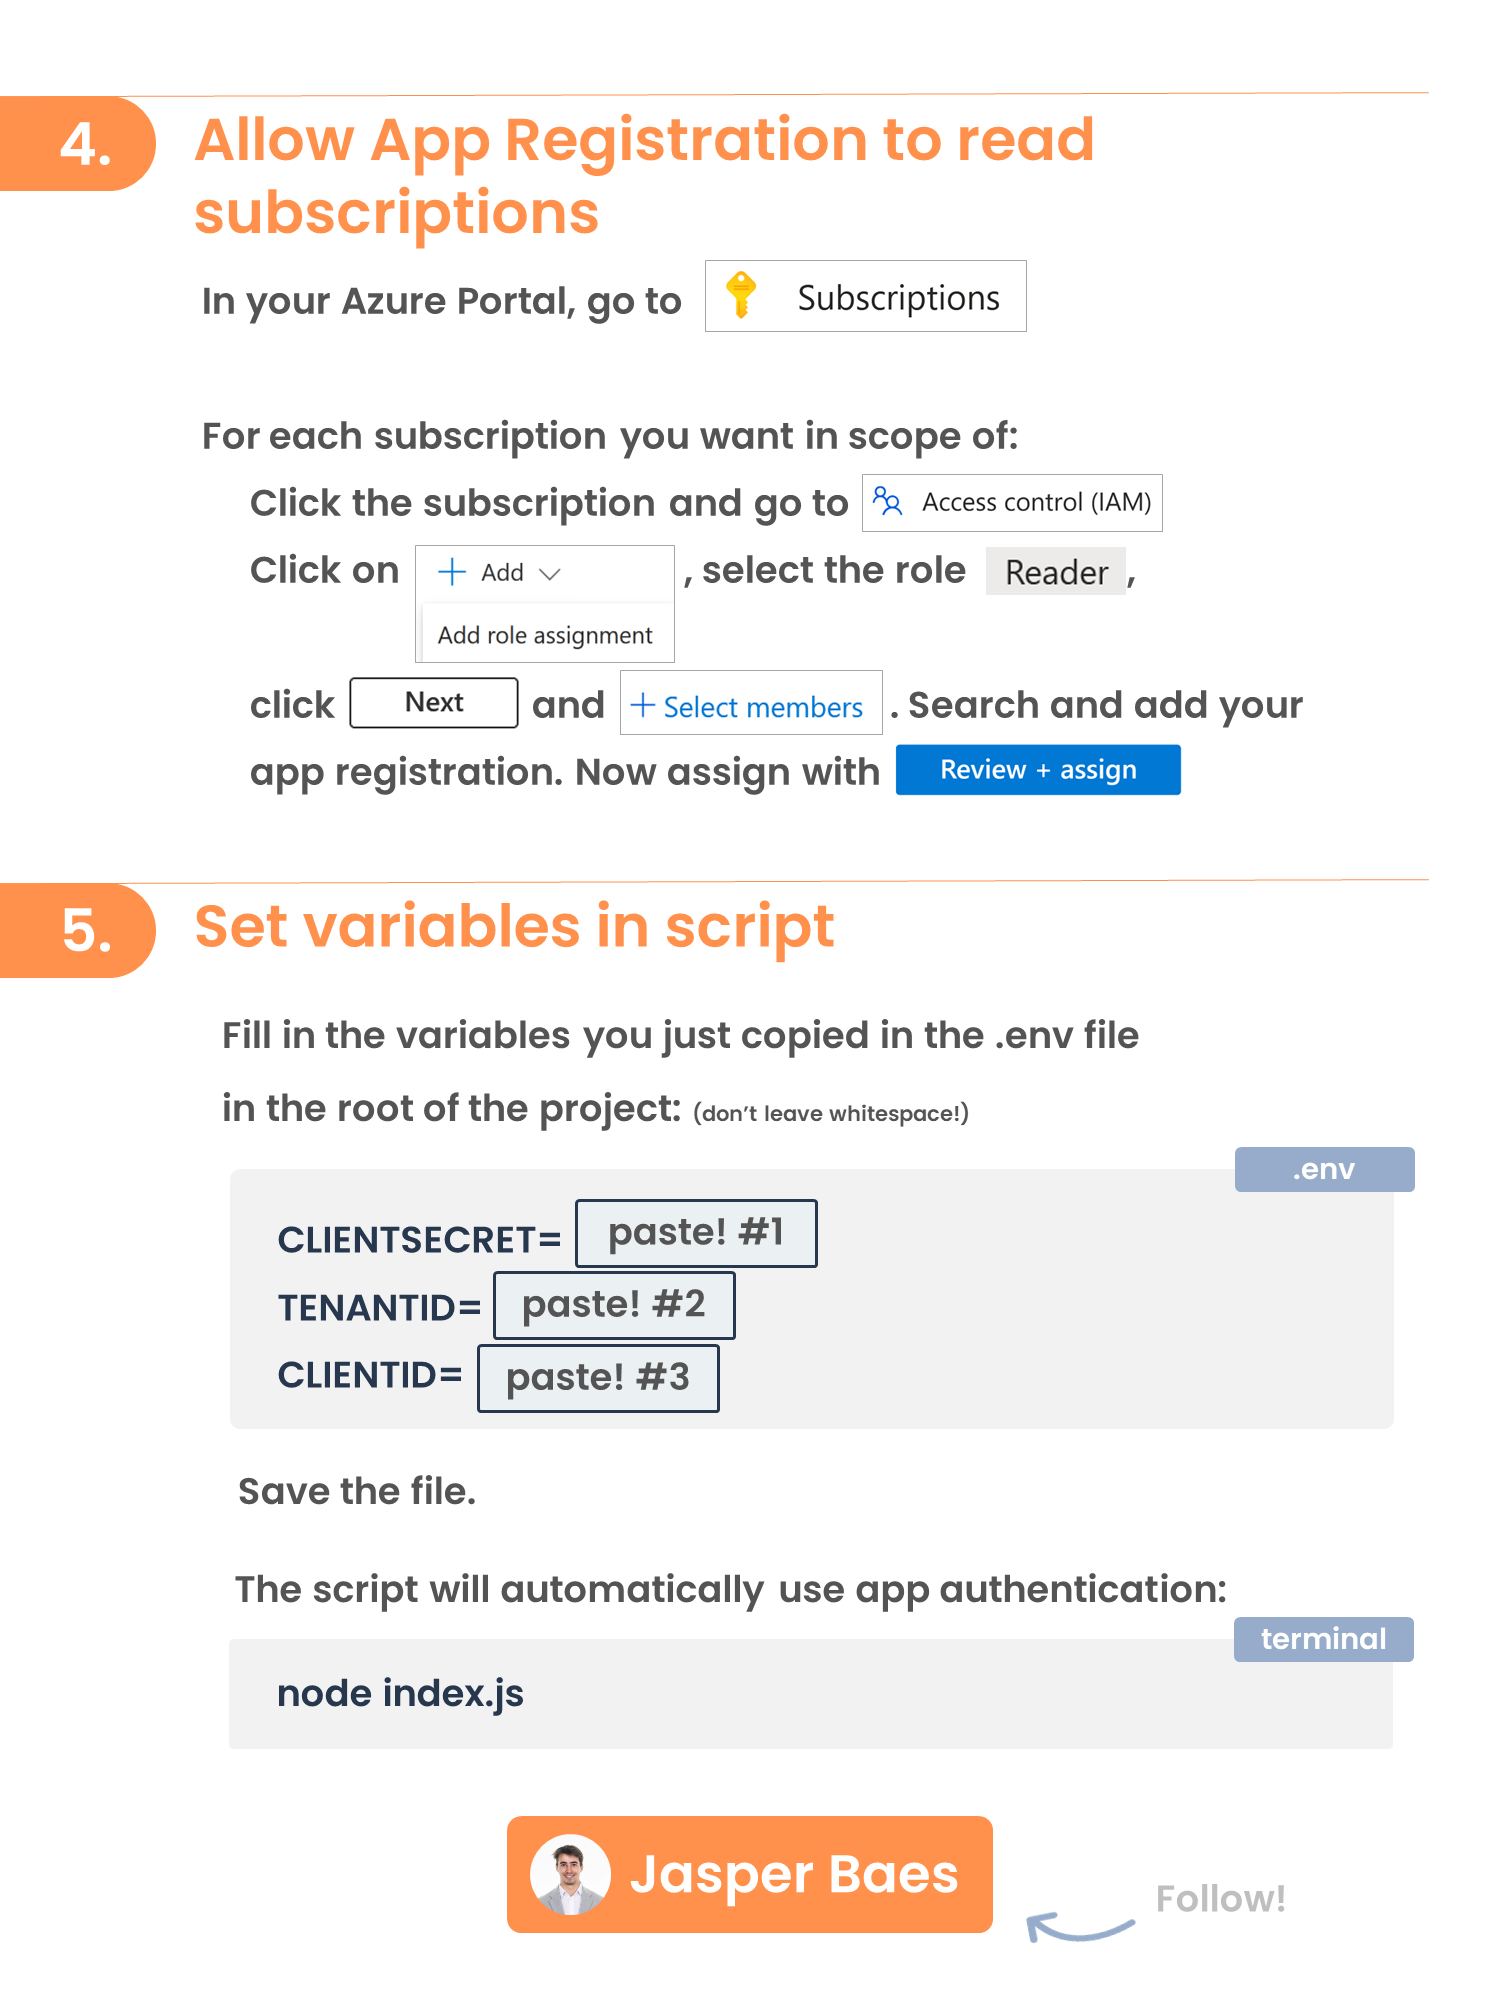 4.
Allow App Registration to read
subscriptions
In your Azure Portal, go to Subscriptions
For each subscription you want in scope of:
Click the subscription and go to Access control (IAM)
Click on + Add , select the role Reader ,
Add role assignment
click Next and + Select members . Search and add your
app registration. Now assign with Review + assign
5.
Set variables in script
Fill in the variables you just copied in the .env file
in the root of the project: (don’t leave whitespace!)
.env
CLIENTSECRET= paste! #1
TENANTID= paste! #2
CLIENTID= paste! #3
Save the file.
The script will automatically use app authentication:
terminal
node index.js
Jasper Baes
Follow!